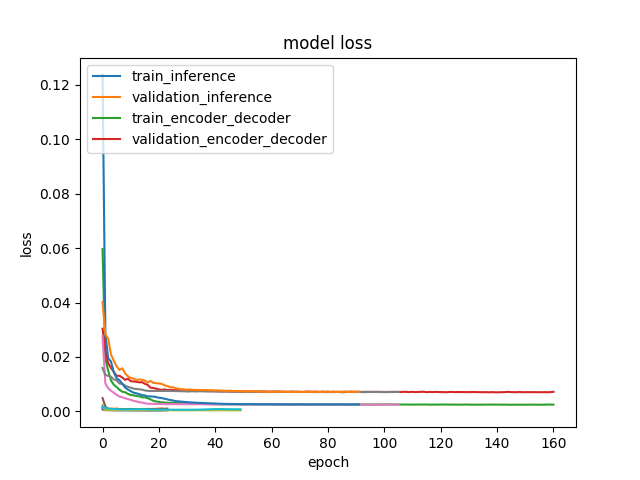 model loss
train_inference
validation_inference
train_encoder_decoder
validation_encoder_decoder
0.12
0.10
0.08
0.06
0.04
0.02
0.00
loss
0 20 40 60 80 100 120 140 160
epoch